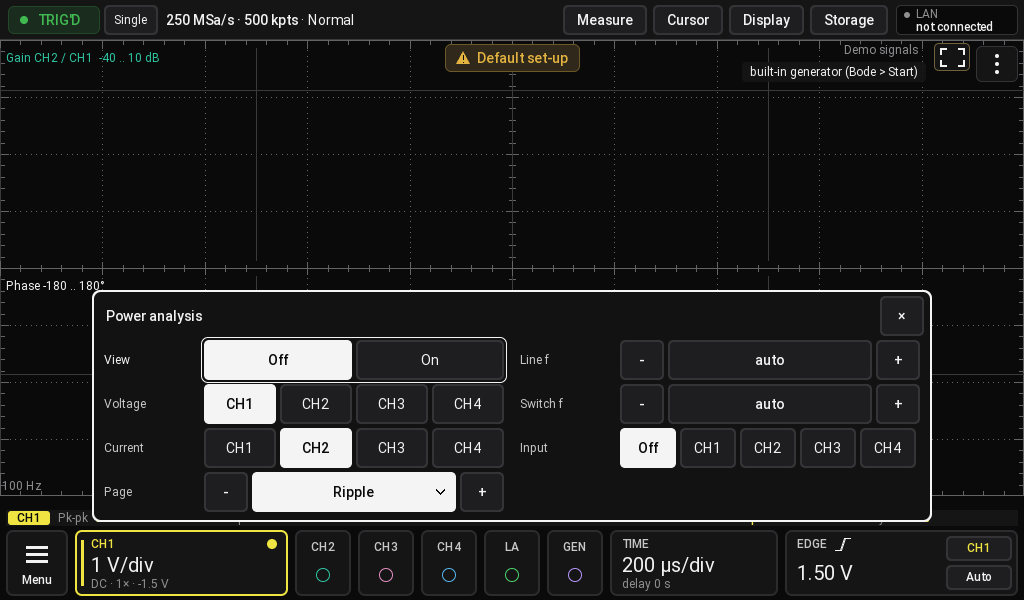 TRIG'D
Single
250 MSa/s · 500 kpts · Normal
Measure
Cursor
Display
Storage
LAN
not connected
Gain CH2 / CH1 -40 .. 10 dB
Default set-up
Demo signals
built-in generator (Bode > Start)
Phase -180 .. 180°
Power analysis
×
View
Off
On
Line f
-
auto
+
Voltage
CH1
CH2
CH3
CH4
Switch f
-
auto
+
Current
CH1
CH2
CH3
CH4
Input
Off
CH1
CH2
CH3
CH4
100 Hz
Page
-
Ripple
+
CH1
Pk-pk
Menu
CH1
1 V/div
DC · 1× · -1.5 V
CH2
CH3
CH4
LA
GEN
TIME
200 µs/div
delay 0 s
EDGE
1.50 V
CH1
Auto